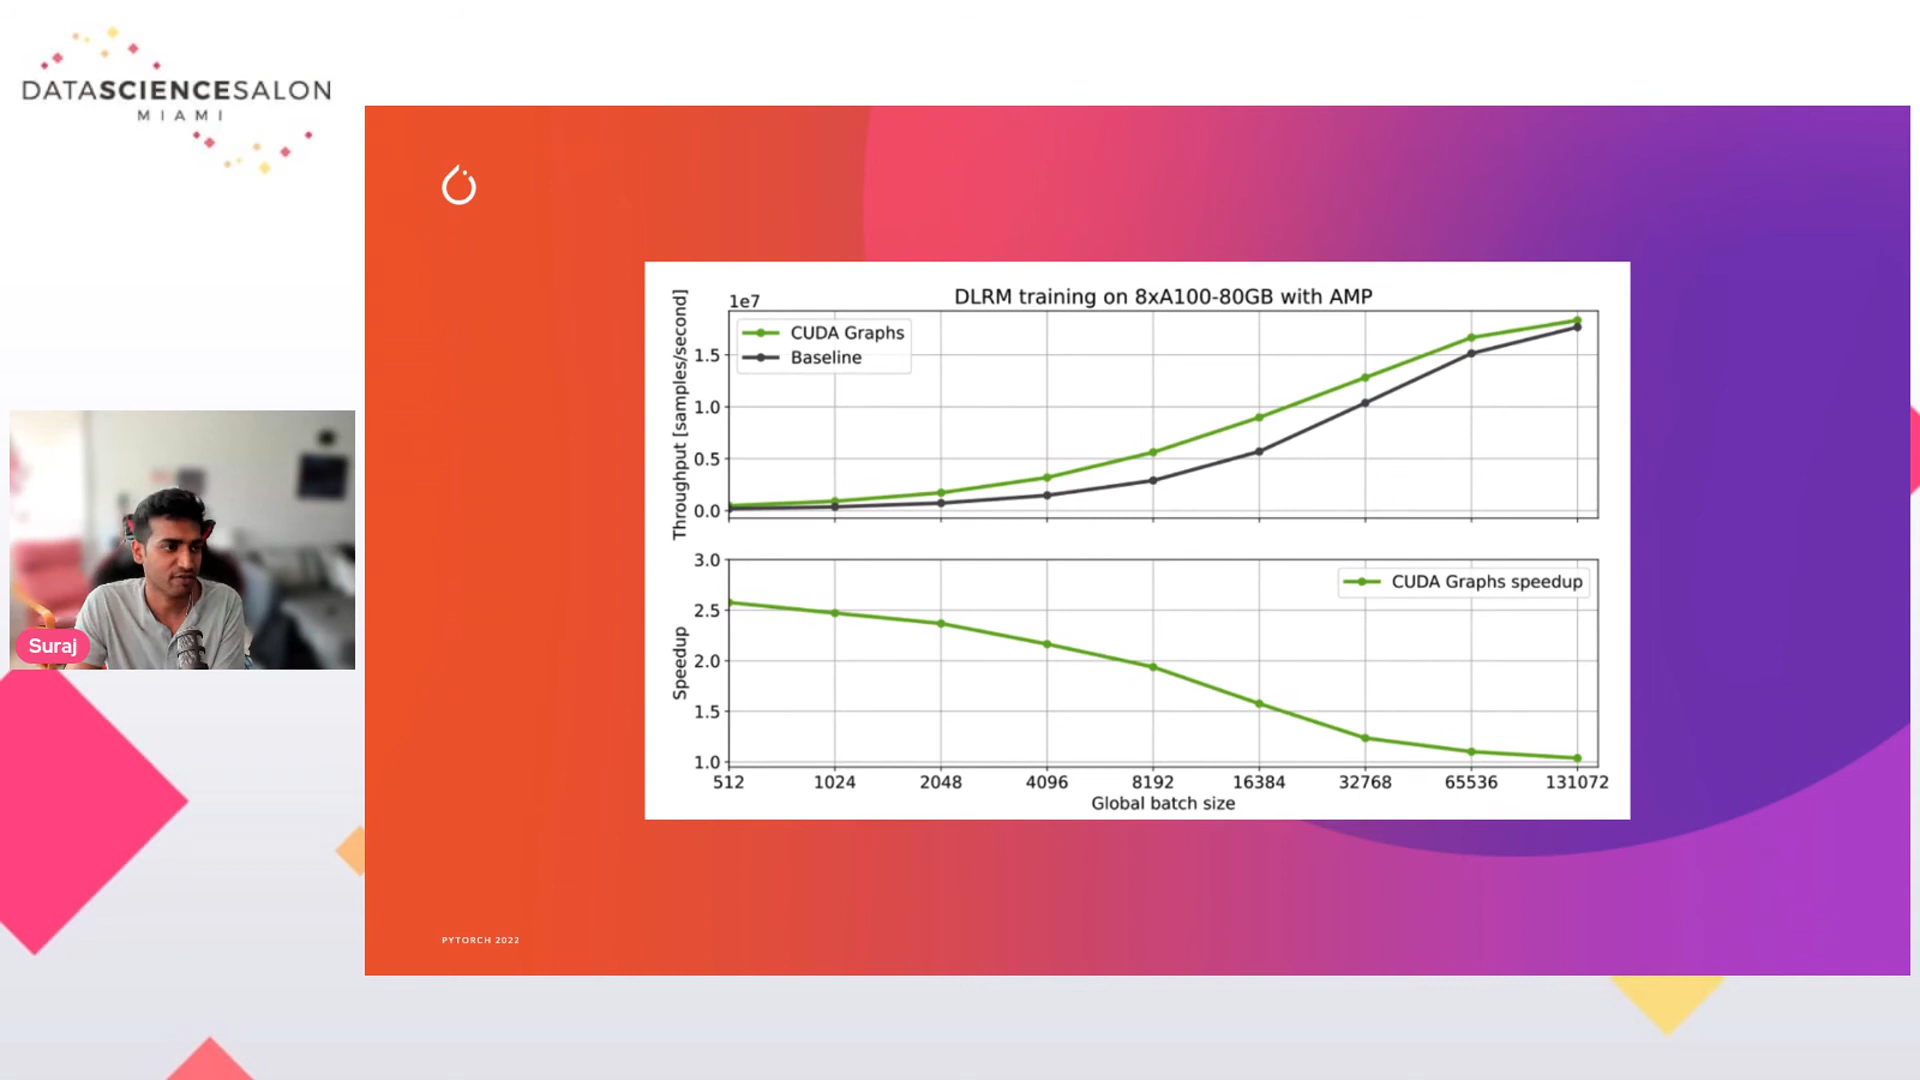 DATASCIENCESALON
MIAMI
Suraj
DLRM training on 8xA100-80GB with AMP
1e7
Throughput [samples/second]
1.5
1.0
0.5
0.0
CUDA Graphs
Baseline
Speedup
3.0
2.5
2.0
1.5
1.0
CUDA Graphs speedup
512 1024 2048 4096 8192 16384 32768 65536 131072
Global batch size
PYTORCH 2022